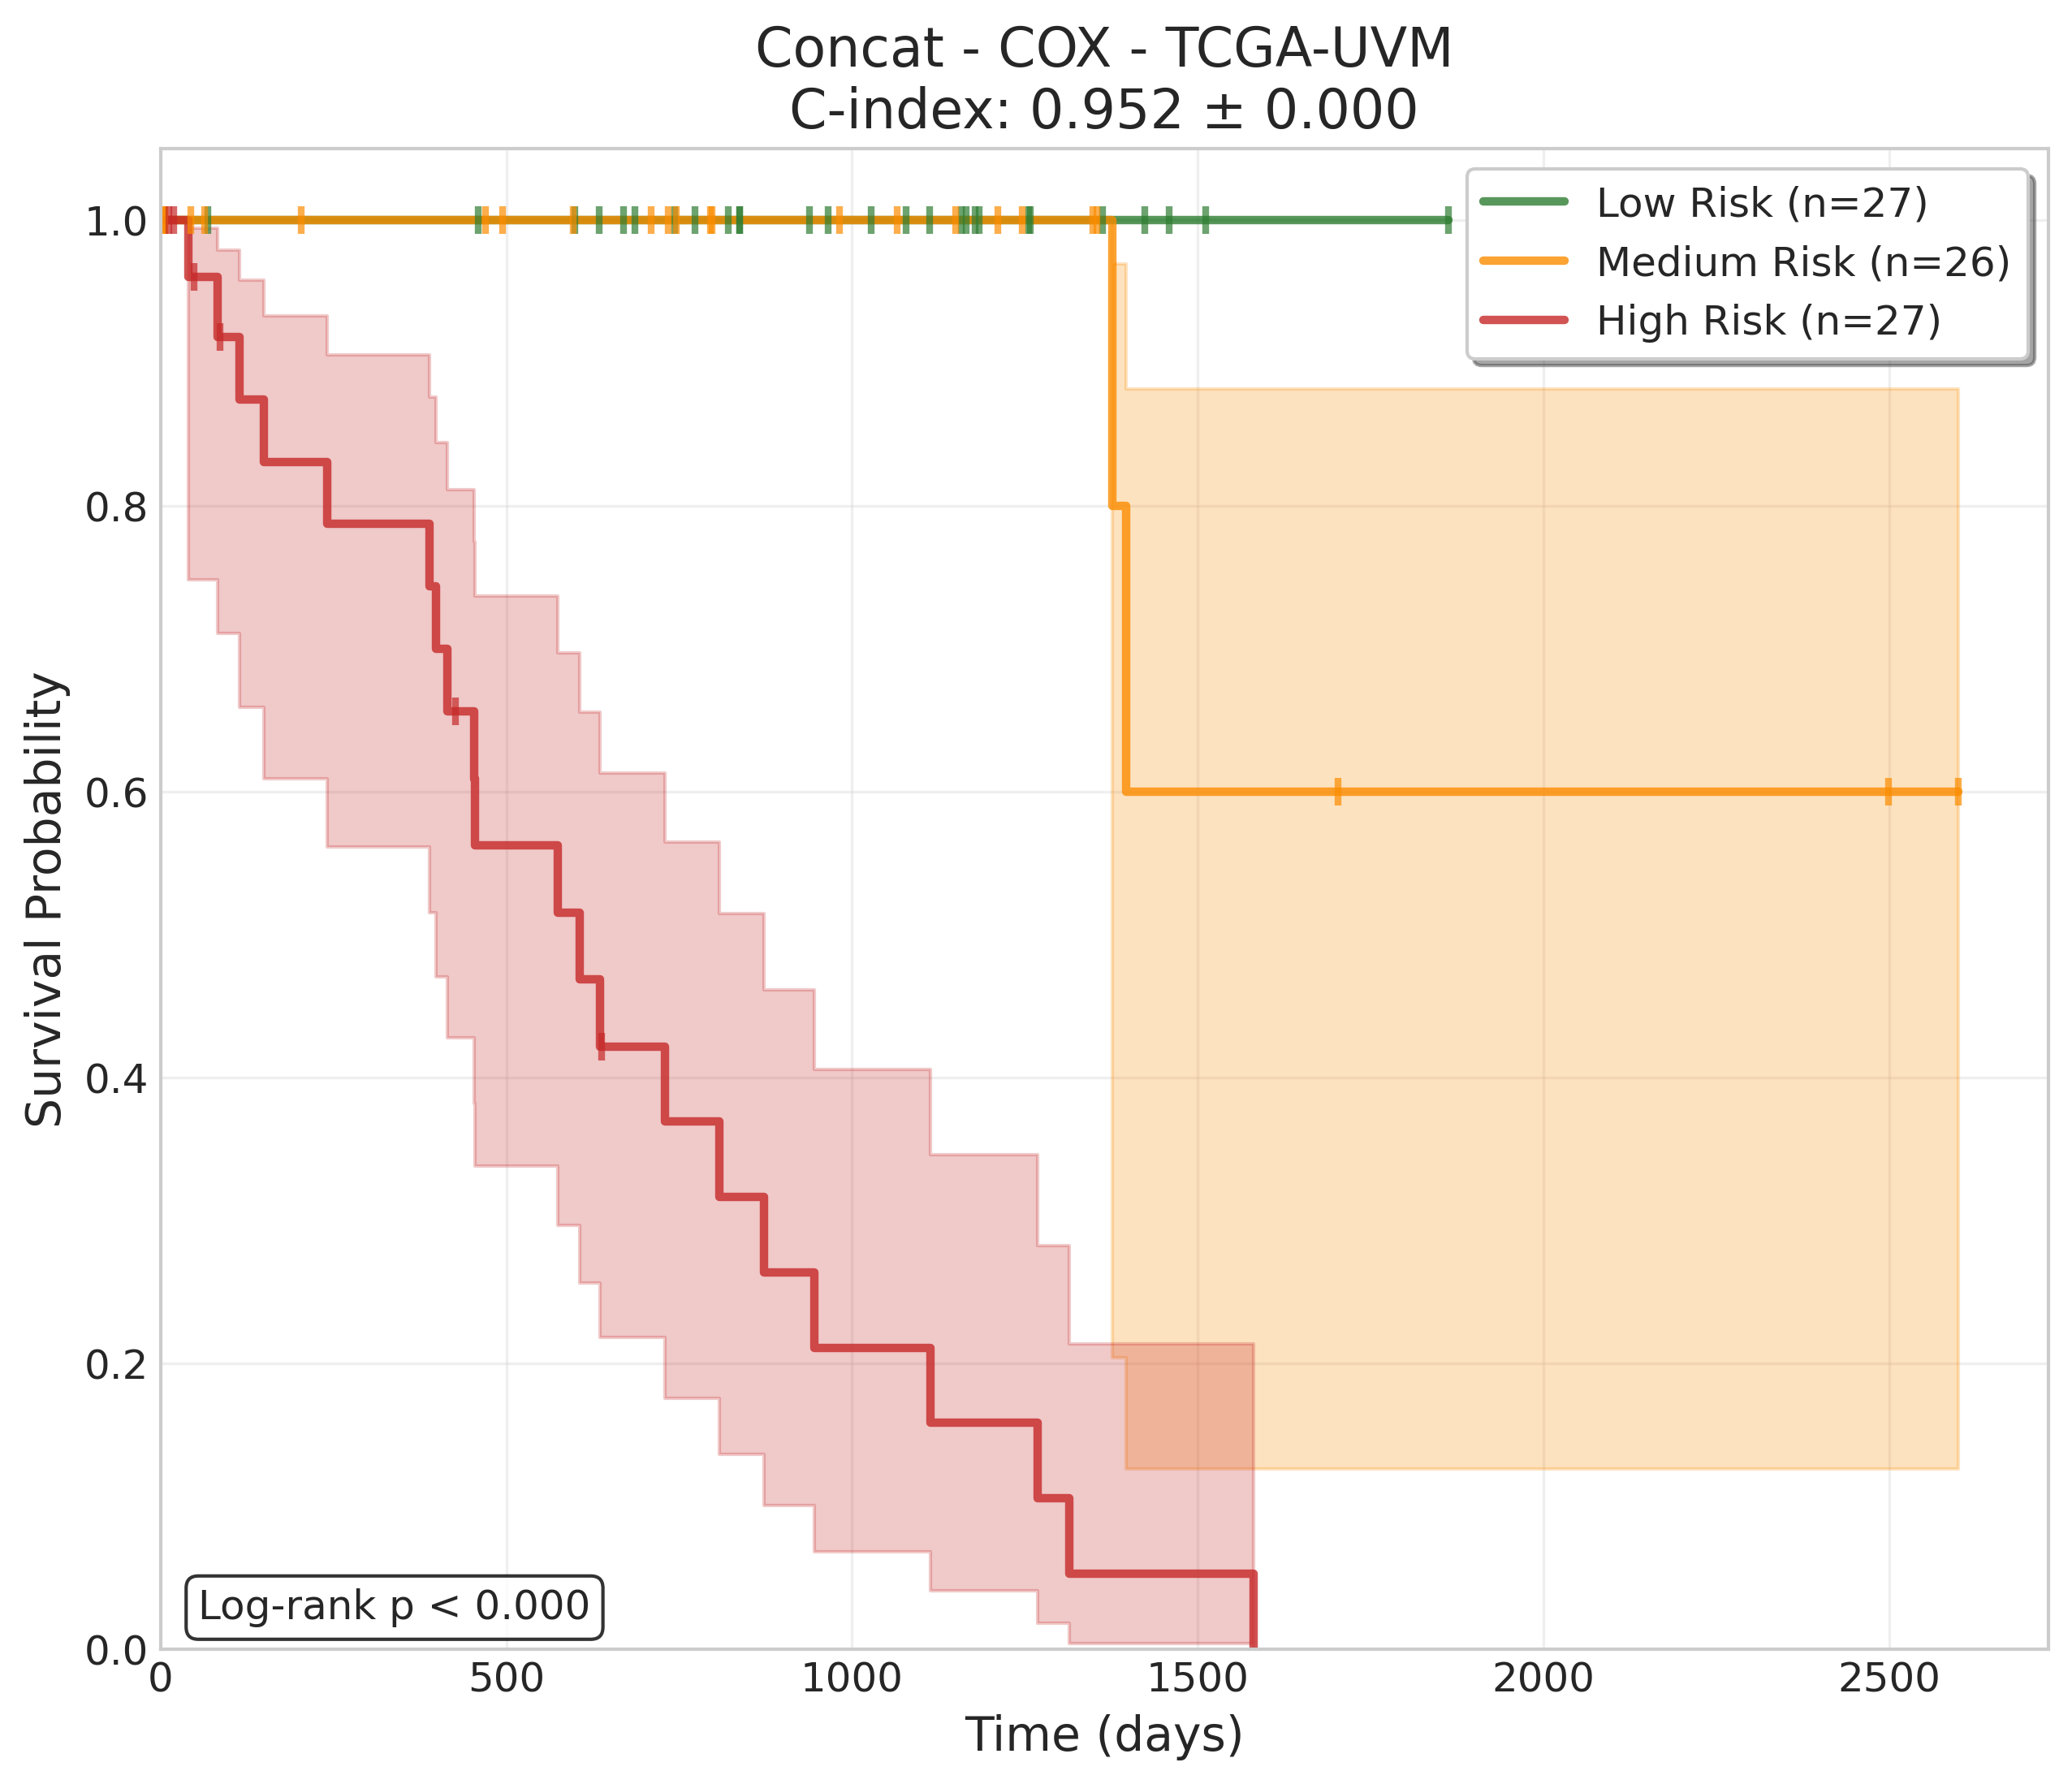 Concat - COX - TCGA-UVM
C-index: 0.952 ± 0.000
Low Risk (n=27)
Medium Risk (n=26)
High Risk (n=27)
Survival Probability
1.0
0.8
0.6
0.4
0.2
0.0
Log-rank p < 0.000
0 500 1000 1500 2000 2500
Time (days)